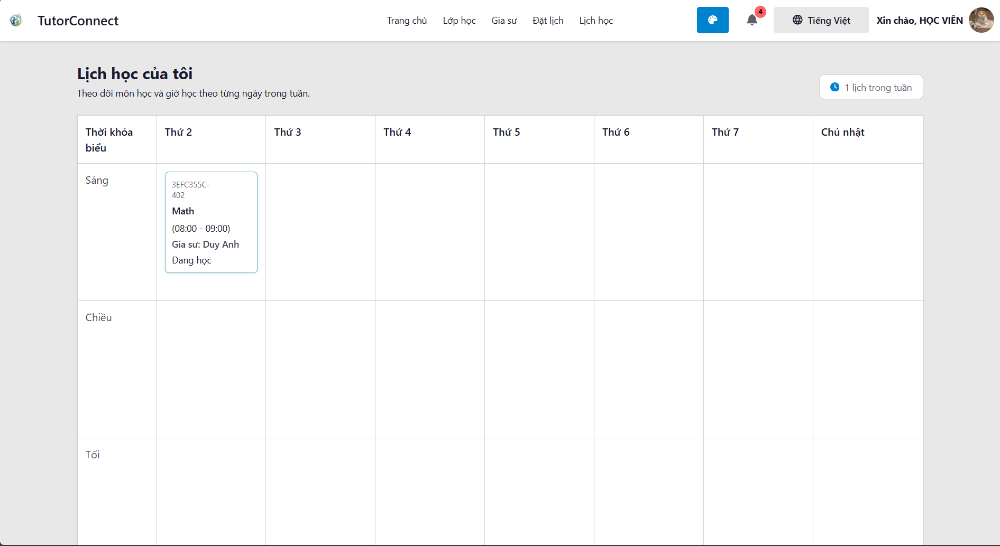 TutorConnect
Trang chủ
Lớp học
Gia sư
Đặt lịch
Lịch học
4
Tiếng Việt
Xin chào, HỌC VIÊN
Lịch học của tôi
Theo dõi môn học và giờ học theo từng ngày trong tuần.
1 lịch trong tuần
Thời khóa
biểu
Thứ 2
Thứ 3
Thứ 4
Thứ 5
Thứ 6
Thứ 7
Chủ nhật
Sáng
3EFC355C-
402
Math
(08:00 - 09:00)
Gia sư: Duy Anh
Đang học
Chiều
Tối